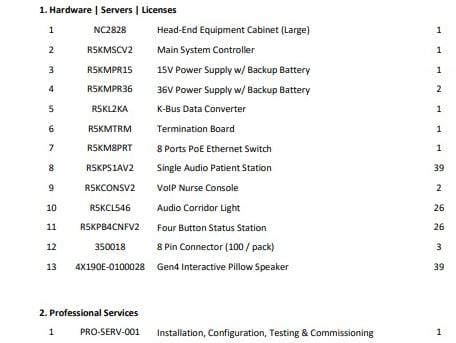 1. Hardware | Servers | Licenses
1 NC2828 Head-End Equipment Cabinet (Large) 1
2 R5KMSCV2 Main System Controller 1
3 R5KMPR15 15V Power Supply w/ Backup Battery 1
4 R5KMPR36 36V Power Supply w/ Backup Battery 2
5 R5KL2KA K-Bus Data Converter 1
6 R5KMTRM Termination Board 1
7 R5KM8PRT 8 Ports PoE Ethernet Switch 1
8 R5KPS1AV2 Single Audio Patient Station 39
9 R5KCONSV2 VoIP Nurse Console 2
10 R5KCL546 Audio Corridor Light 26
11 R5KPB4CNFV2 Four Button Status Station 26
12 350018 8 Pin Connector (100 / pack) 3
13 4X190E-0100028 Gen4 Interactive Pillow Speaker 39
2. Professional Services
1 PRO-SERV-001 Installation, Configuration, Testing & Commissioning 1